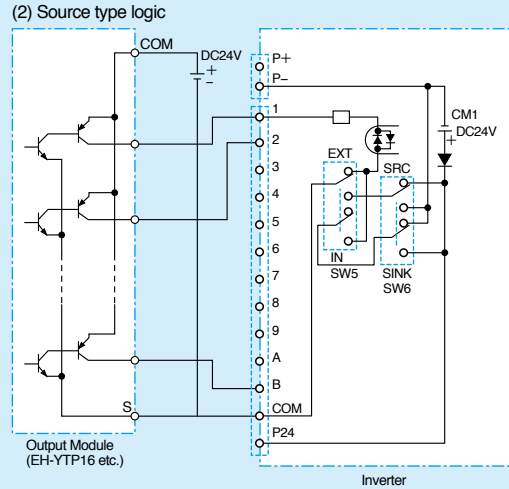 (2) Source type logic
COM
DC24V
+
-
P+
P-
1
2
3
4
5
6
7
8
9
A
B
COM
P24
S
CM1
DC24V
+
EXT
SRC
IN
SW5
SINK
SW6
Output Module
(EH-YTP16 etc.)
Inverter